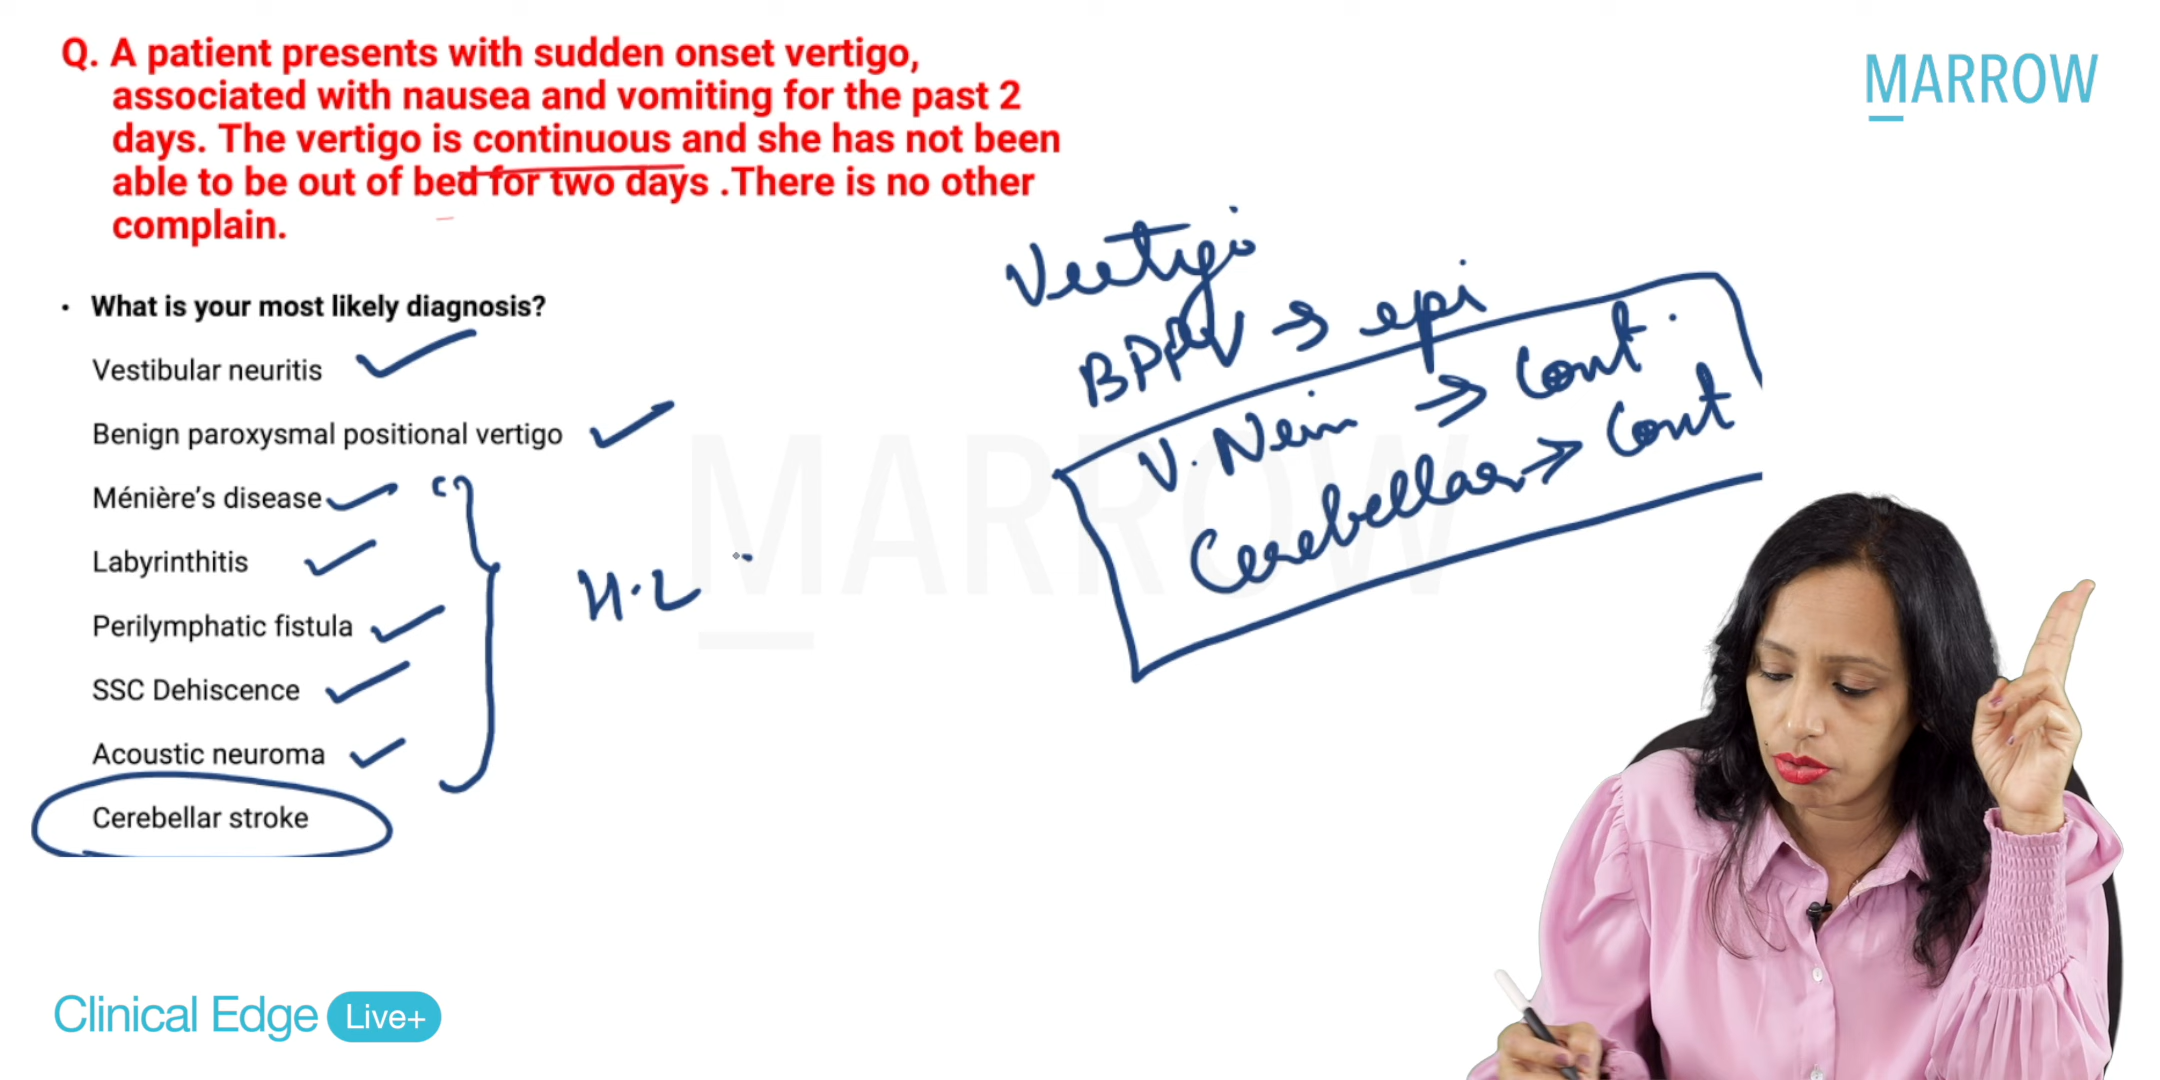 Q. A patient presents with sudden onset vertigo,
associated with nausea and vomiting for the past 2
days. The vertigo is continuous and she has not been
able to be out of bed for two days .There is no other
complain.
MARROW
• What is your most likely diagnosis?
Vestibular neuritis
Benign paroxysmal positional vertigo
Ménière's disease
Labyrinthitis
Perilymphatic fistula
SSC Dehiscence
Acoustic neuroma
Cerebellar stroke
H.L
Vertigo
BPPV → epi
V. Neui → Cont.
Cerebellar → Cont
MARROW
Clinical Edge Live+